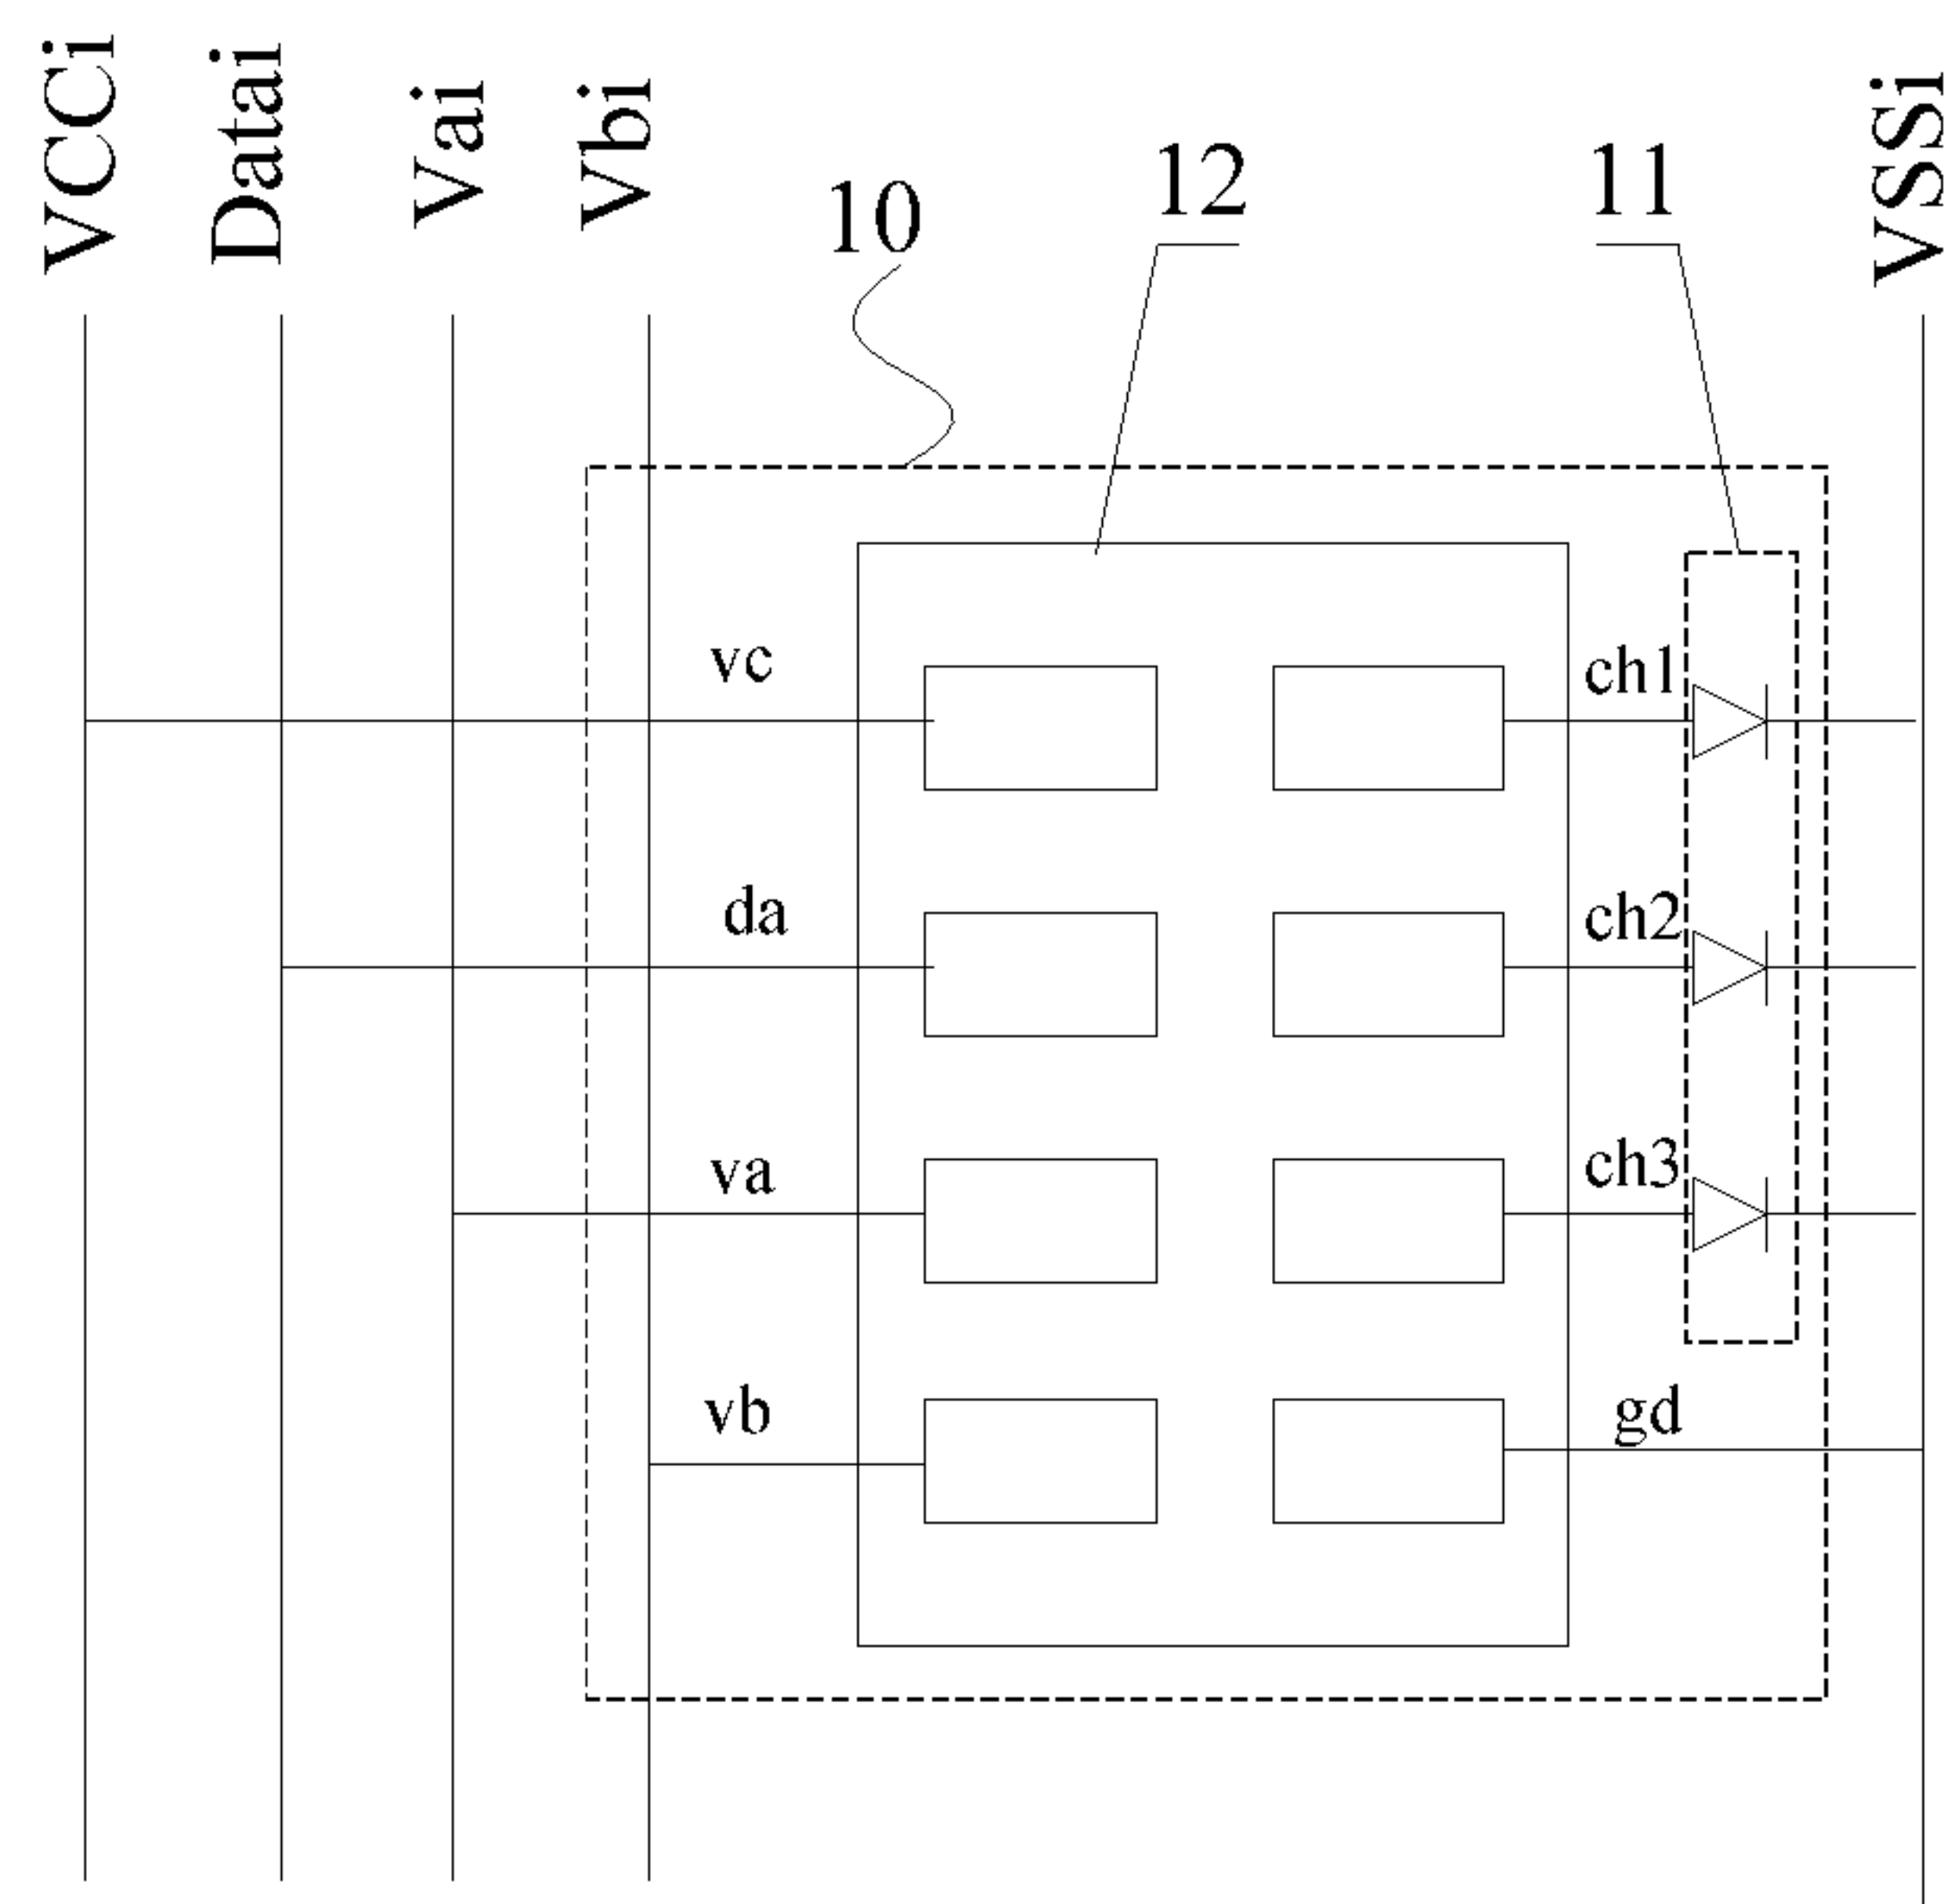 VCCi
Datai
Vai
Vbi
10
12
11
VSSi
vc
ch1
da
ch2
va
ch3
vb
gd